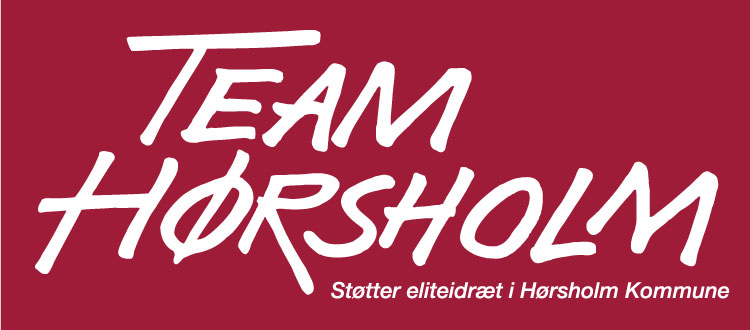 TEAM
HØRSHOLM
Støtter eliteidræt i Hørsholm Kommune